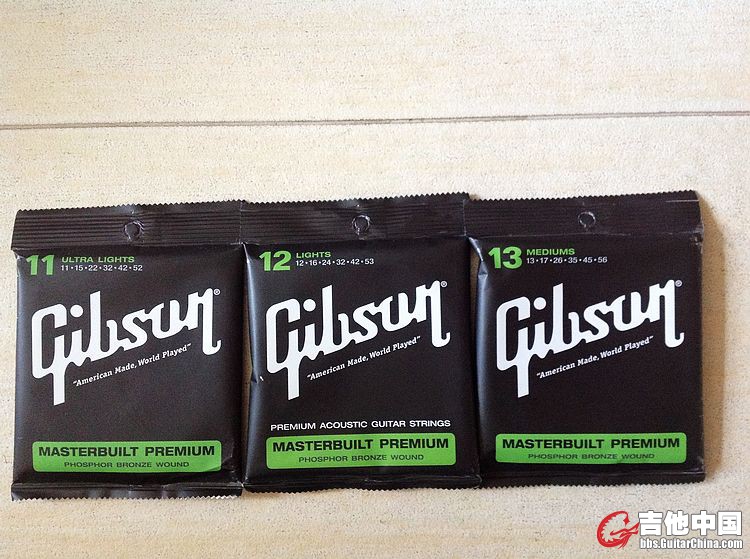 11 ULTRA LIGHTS
11•15•22•32•42•52
Gibson®
"American Made, World Played"
MASTERBUILT PREMIUM
PHOSPHOR BRONZE WOUND
12 LIGHTS
12•16•24•32•42•53
Gibson®
"American Made, World Played"
PREMIUM ACOUSTIC GUITAR STRINGS
MASTERBUILT PREMIUM
PHOSPHOR BRONZE WOUND
13 MEDIUMS
13•17•26•35•45•56
Gibson®
"American Made, World Played"
MASTERBUILT PREMIUM
PHOSPHOR BRONZE WOUND
吉他中国
bbs.GuitarChina.com